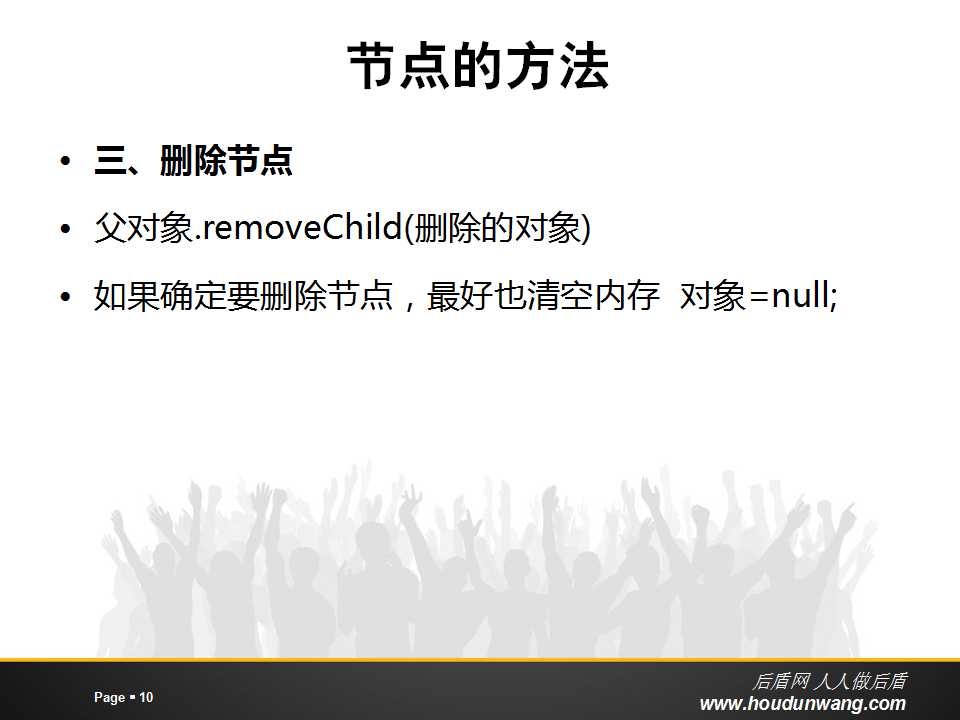 节点的方法
• 三、删除节点
• 父对象.removeChild(删除的对象)
• 如果确定要删除节点，最好也清空内存 对象=null;
Page ▪ 10
后盾网 人人做后盾
www.houdunwang.com